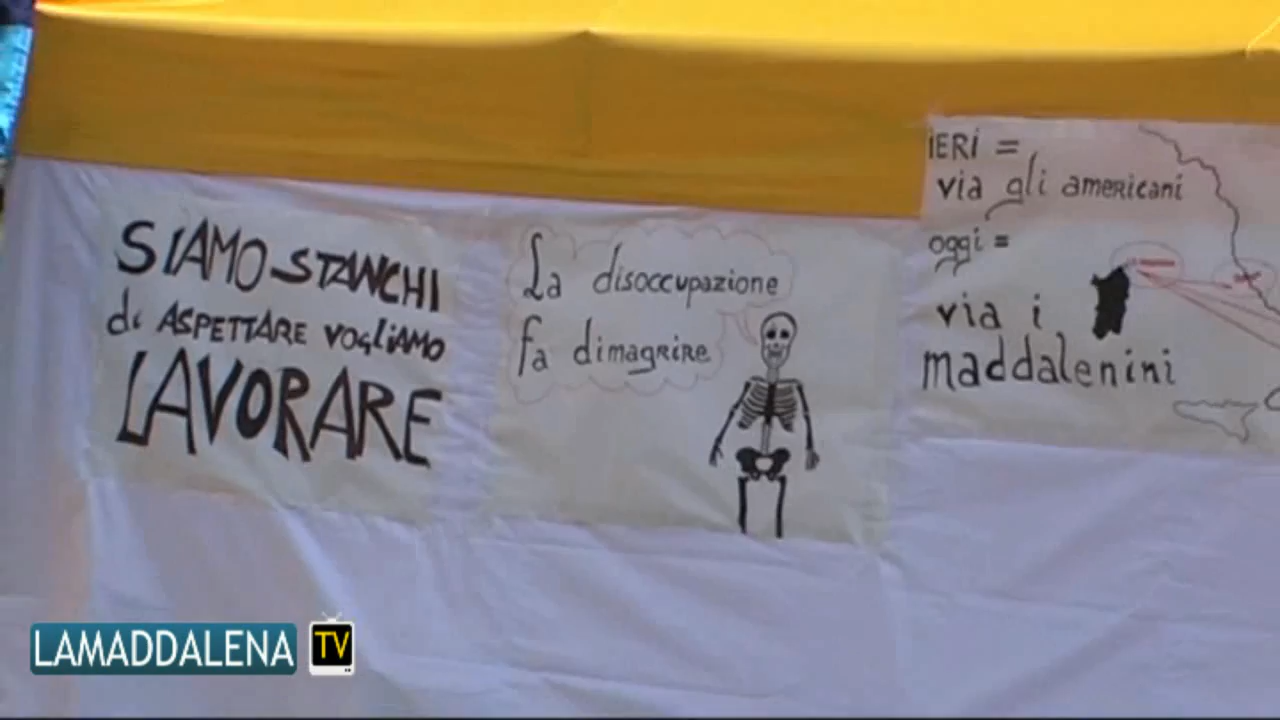 SIAMO STANCHI
di ASPETTARE VOGLIAMO
LAVORARE
La disoccupazione
fa dimagrire
IERI =
via gli americani
oggi =
via i
maddalenini
LAMADDALENA TV